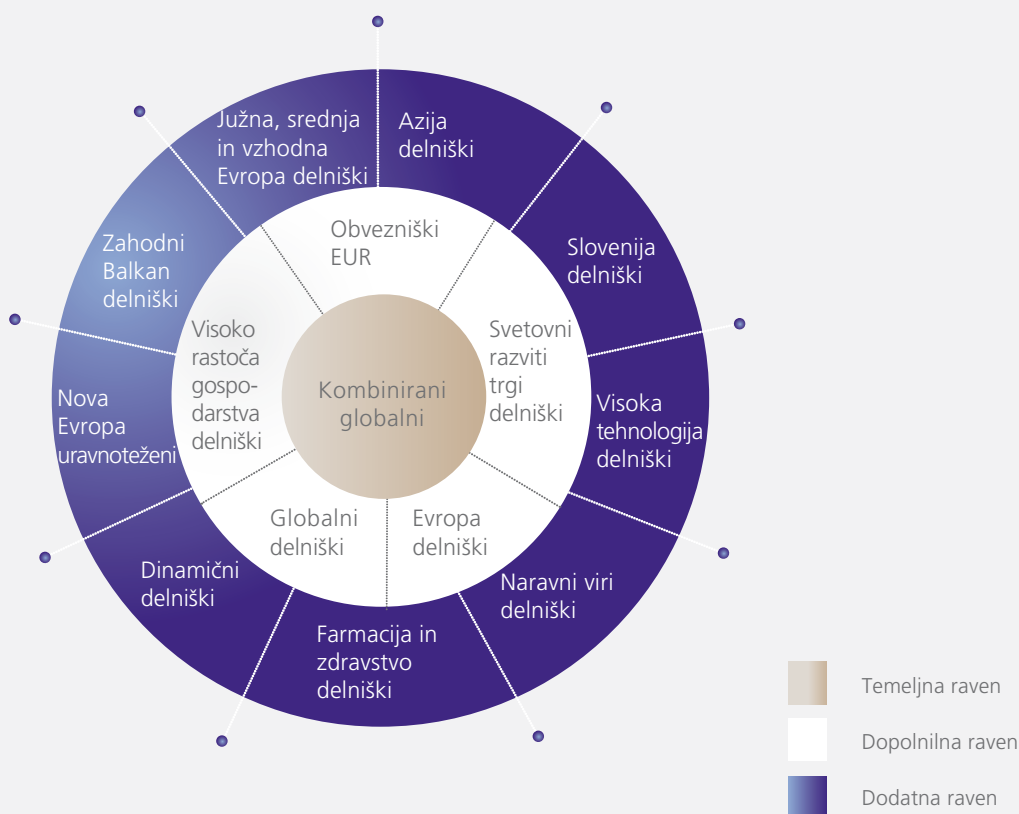 Južna, srednja
in vzhodna
Evropa delniški
Azija
delniški
Slovenija
delniški
Visoka
tehnologija
delniški
Naravni viri
delniški
Farmacija in
zdravstvo
delniški
Dinamični
delniški
Nova
Evropa
uravnoteženi
Zahodni
Balkan
delniški
Obvezniški
EUR
Svetovni
razviti
trgi
delniški
Evropa
delniški
Globalni
delniški
Visoko
rastoča
gospo-
darstva
delniški
Kombinirani
globalni
Temeljna raven
Dopolnilna raven
Dodatna raven